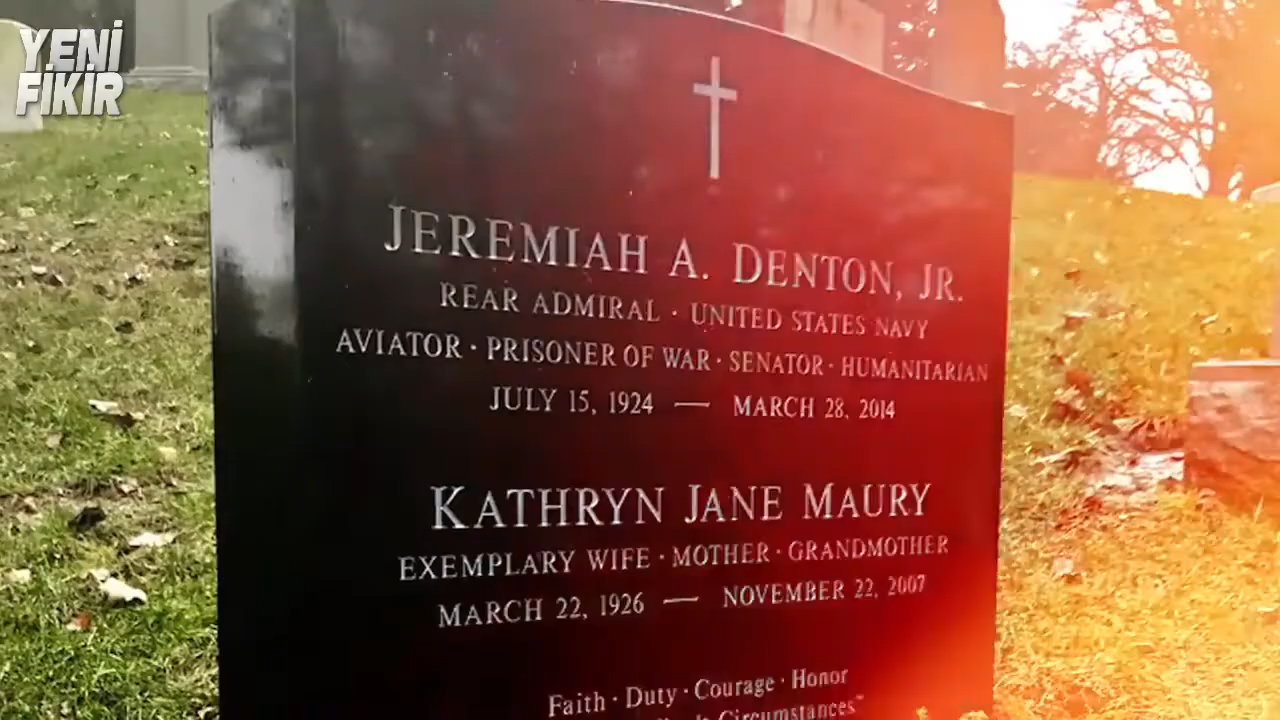 YENİ
FİKİR
JEREMIAH A. DENTON, JR.
REAR ADMIRAL · UNITED STATES NAVY
AVIATOR · PRISONER OF WAR · SENATOR · HUMANITARIAN
JULY 15, 1924 — MARCH 28, 2014
KATHRYN JANE MAURY
EXEMPLARY WIFE · MOTHER · GRANDMOTHER
MARCH 22, 1926 — NOVEMBER 22, 2007
Faith · Duty · Courage · Honor
Circumstances"